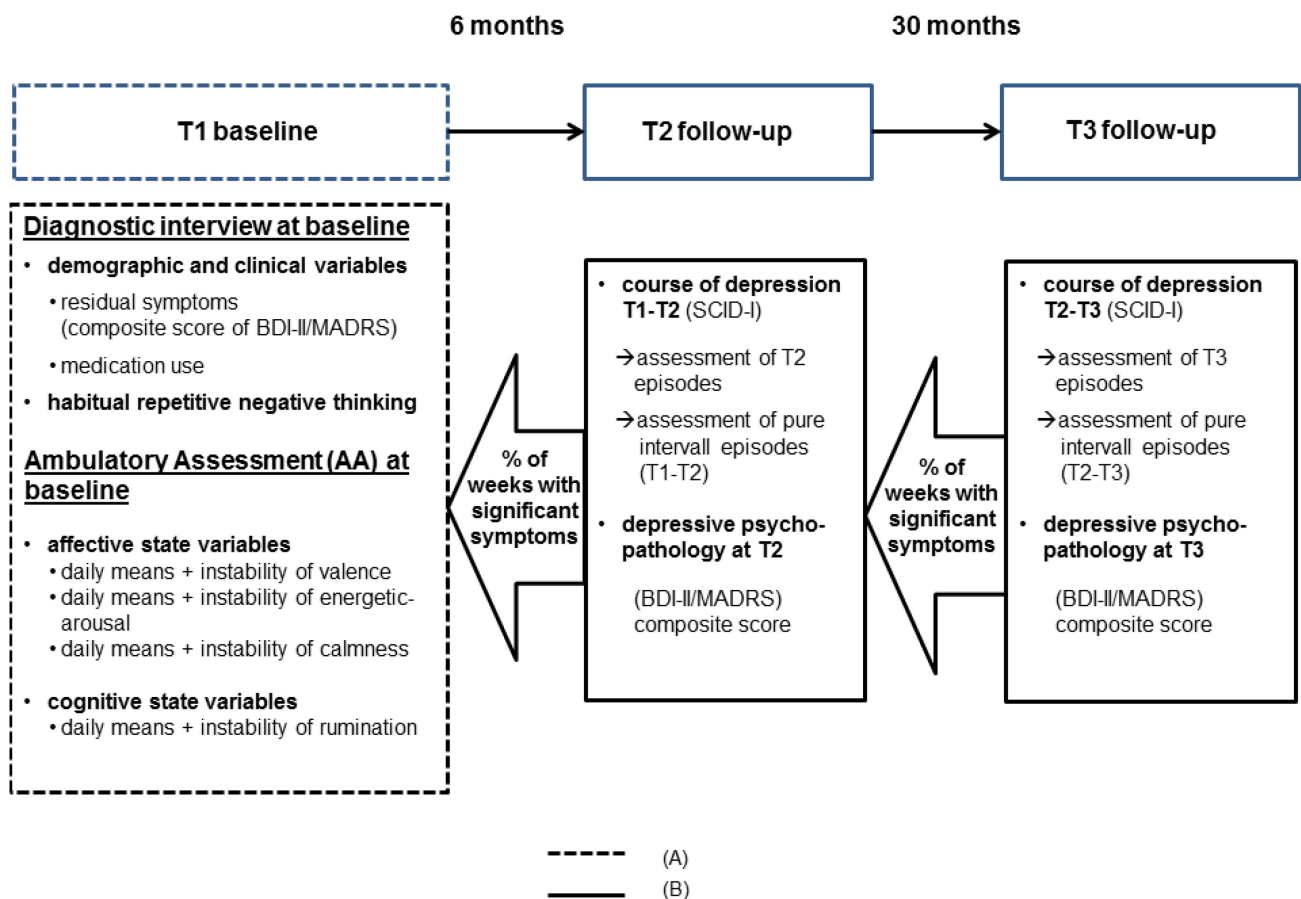 6 months
30 months
T1 baseline
T2 follow-up
T3 follow-up
Diagnostic interview at baseline
• demographic and clinical variables
• residual symptoms
(composite score of BDI-II/MADRS)
• medication use
• habitual repetitive negative thinking
Ambulatory Assessment (AA) at
baseline
• affective state variables
• daily means + instability of valence
• daily means + instability of energetic-
arousal
• daily means + instability of calmness
• cognitive state variables
• daily means + instability of rumination
% of
weeks with
significant
symptoms
• course of depression
T1-T2 (SCID-I)
→assessment of T2
episodes
→assessment of pure
intervall episodes
(T1-T2)
• depressive psycho-
pathology at T2
(BDI-II/MADRS)
composite score
% of
weeks with
significant
symptoms
• course of depression
T2-T3 (SCID-I)
→assessment of T3
episodes
→assessment of pure
intervall episodes
(T2-T3)
• depressive psycho-
pathology at T3
(BDI-II/MADRS)
composite score
(A)
(B)